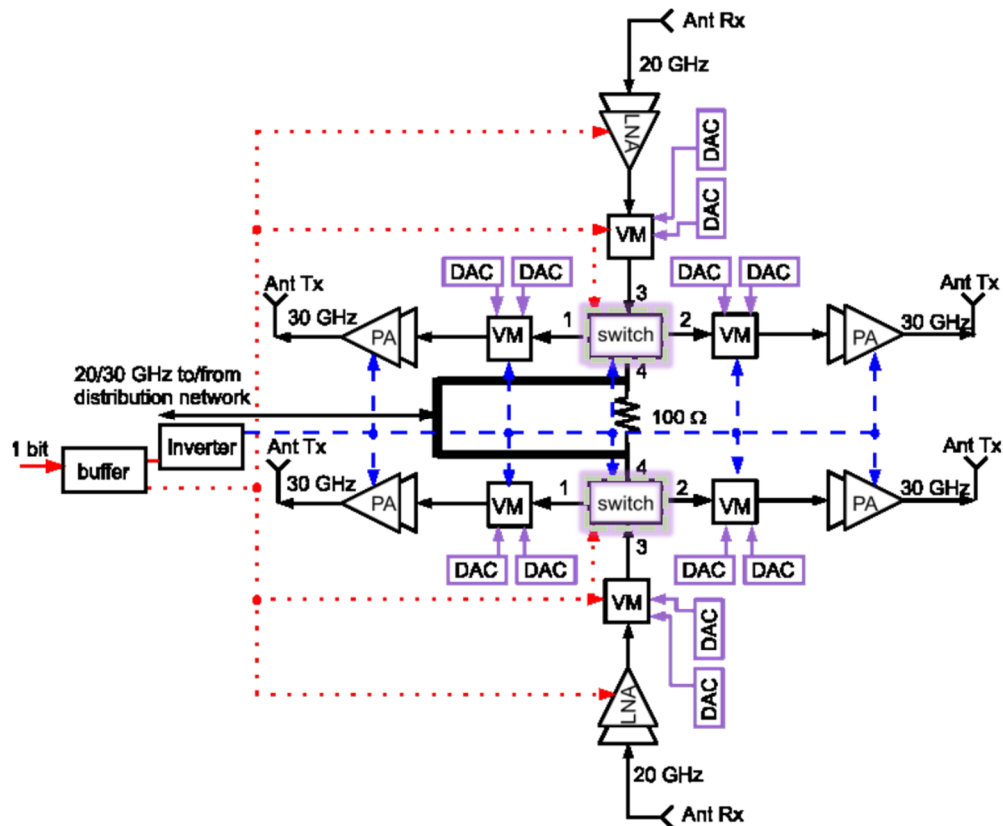 Ant Rx
20 GHz
LNA
DAC
DAC
VM
DAC
DAC
DAC
DAC
Ant Tx
30 GHz
PA
VM
1
3
switch
2
VM
PA
30 GHz
Ant Tx
4
20/30 GHz to/from
distribution network
100 Ω
1 bit
buffer
Inverter
Ant Tx
30 GHz
PA
VM
1
4
switch
2
VM
PA
30 GHz
Ant Tx
3
DAC
DAC
DAC
DAC
VM
DAC
DAC
LNA
20 GHz
Ant Rx